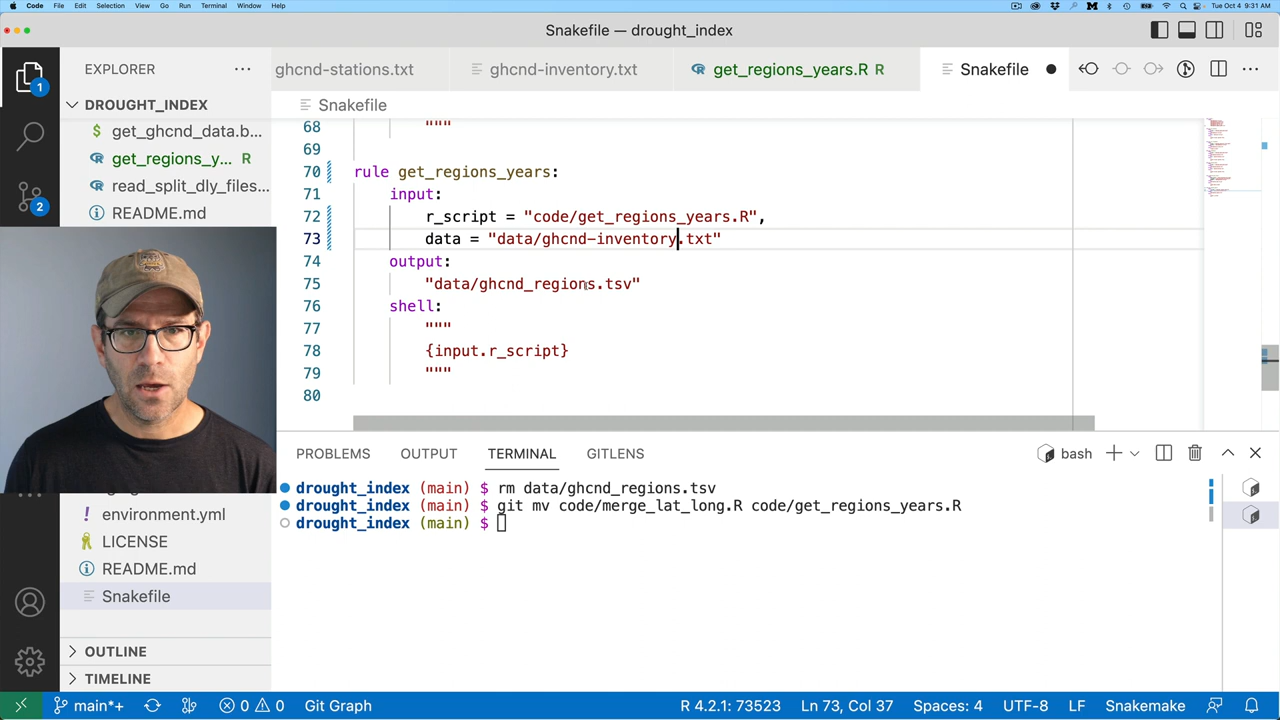 Code File Edit Selection View Go Run Terminal Window Help
Tue Oct 4 9:31 AM
Snakefile — drought_index
EXPLORER
ghcnd-stations.txt
ghcnd-inventory.txt
get_regions_years.R R
Snakefile
1
2
DROUGHT_INDEX
get_ghcnd_data.b...
get_regions_y... R
read_split_dly_files...
README.md
environment.yml
LICENSE
README.md
Snakefile
OUTLINE
TIMELINE
Snakefile
68 """
69
70 rule get_regions_years:
71 input:
72 r_script = "code/get_regions_years.R",
73 data = "data/ghcnd-inventory.txt"
74 output:
75 "data/ghcnd_regions.tsv"
76 shell:
77 """
78 {input.r_script}
79 """
80
PROBLEMS OUTPUT TERMINAL GITLENS
bash
drought_index (main) $ rm data/ghcnd_regions.tsv
drought_index (main) $ git mv code/merge_lat_long.R code/get_regions_years.R
drought_index (main) $
main*+ 0 0 Git Graph R 4.2.1: 73523 Ln 73, Col 37 Spaces: 4 UTF-8 LF Snakemake